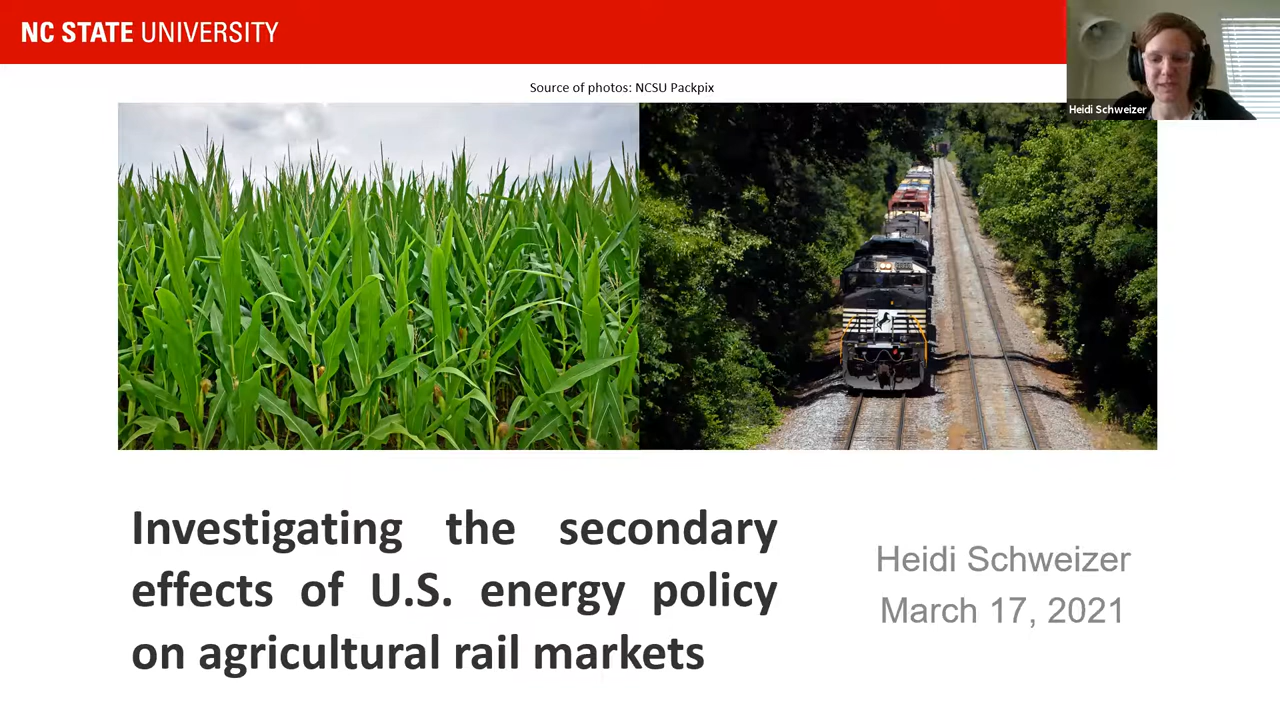 NC STATE UNIVERSITY
Source of photos: NCSU Packpix
Heidi Schweizer
Investigating the secondary
effects of U.S. energy policy
on agricultural rail markets
Heidi Schweizer
March 17, 2021